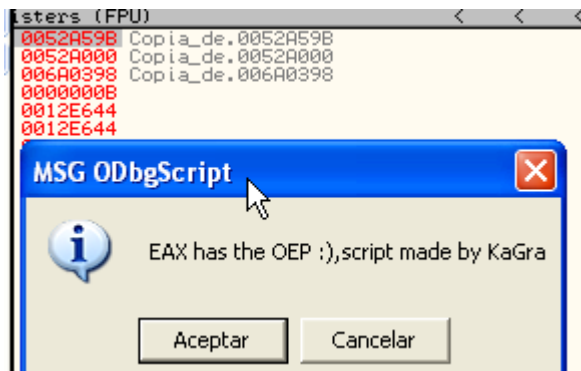 isters (FPU) < < <
0052A59B Copia_de.0052A59B
0052A000 Copia_de.0052A000
006A0398 Copia_de.006A0398
0000000B
0012E644
0012E644
MSG ODbgScript
EAX has the OEP :),script made by KaGra
Aceptar Cancelar